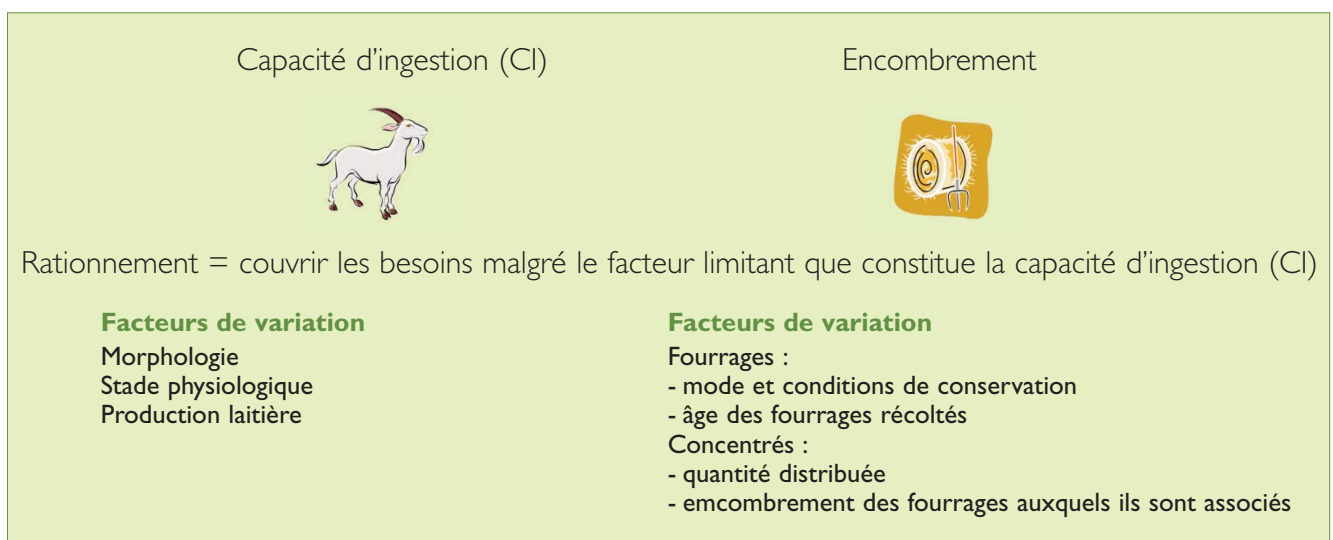 Capacité d'ingestion (CI)
Encombrement
Rationnement = couvrir les besoins malgré le facteur limitant que constitue la capacité d'ingestion (CI)
Facteurs de variation
Morphologie
Stade physiologique
Production laitière
Facteurs de variation
Fourrages :
- mode et conditions de conservation
- âge des fourrages récoltés
Concentrés :
- quantité distribuée
- emcombrement des fourrages auxquels ils sont associés